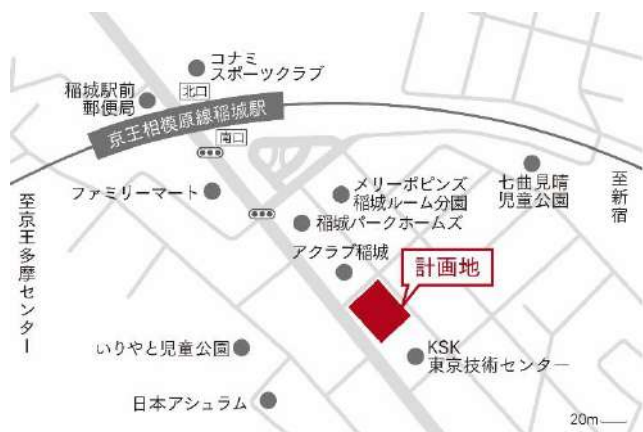 コナミ
スポーツクラブ
稲城駅前
郵便局
北口
京王相模原線稲城駅
南口
ファミリーマート
メリーポピンズ
稲城ルーム分園
七曲見晴
児童公園
至新宿
稲城パークホームズ
至京王多摩センター
アクラブ稲城
計画地
いりやと児童公園
KSK
東京技術センター
日本アシュラム
20m